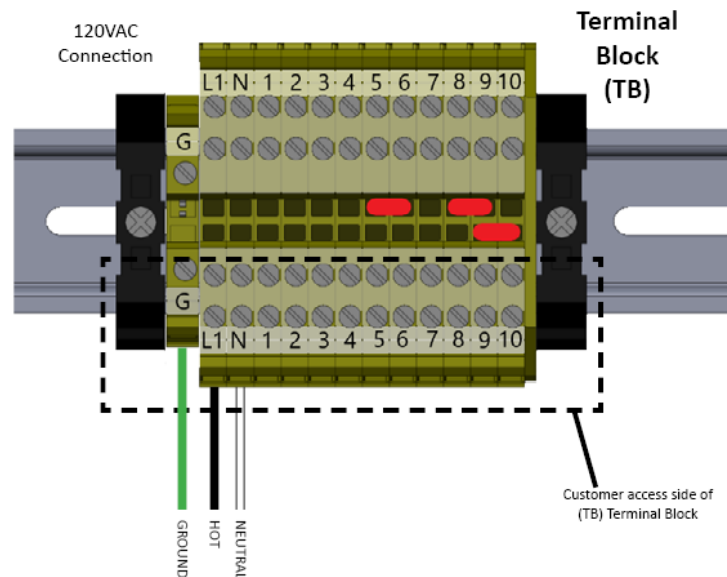 120VAC
Connection
Terminal
Block
(TB)
L1 N 1 2 3 4 5 6 7 8 9 10
G
G
L1 N 1 2 3 4 5 6 7 8 9 10
Customer access side of
(TB) Terminal Block
GROUND
HOT
NEUTRAL